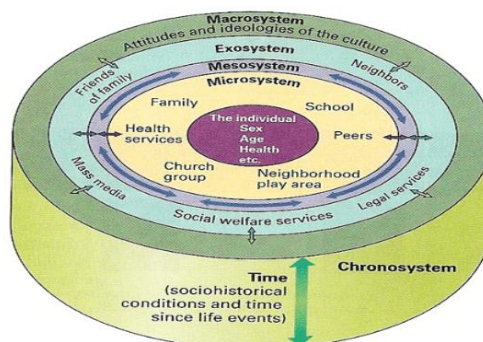 Macrosystem
Attitudes and ideologies of the culture
Exosystem
Mesosystem
Microsystem
Friends
of family
Neighbors
Family
School
The individual
Sex
Age
Health
etc.
Health
services
Peers
Church
group
Neighborhood
play area
Mass media
Legal services
Social welfare services
Time
(sociohistorical
conditions and time
since life events)
Chronosystem